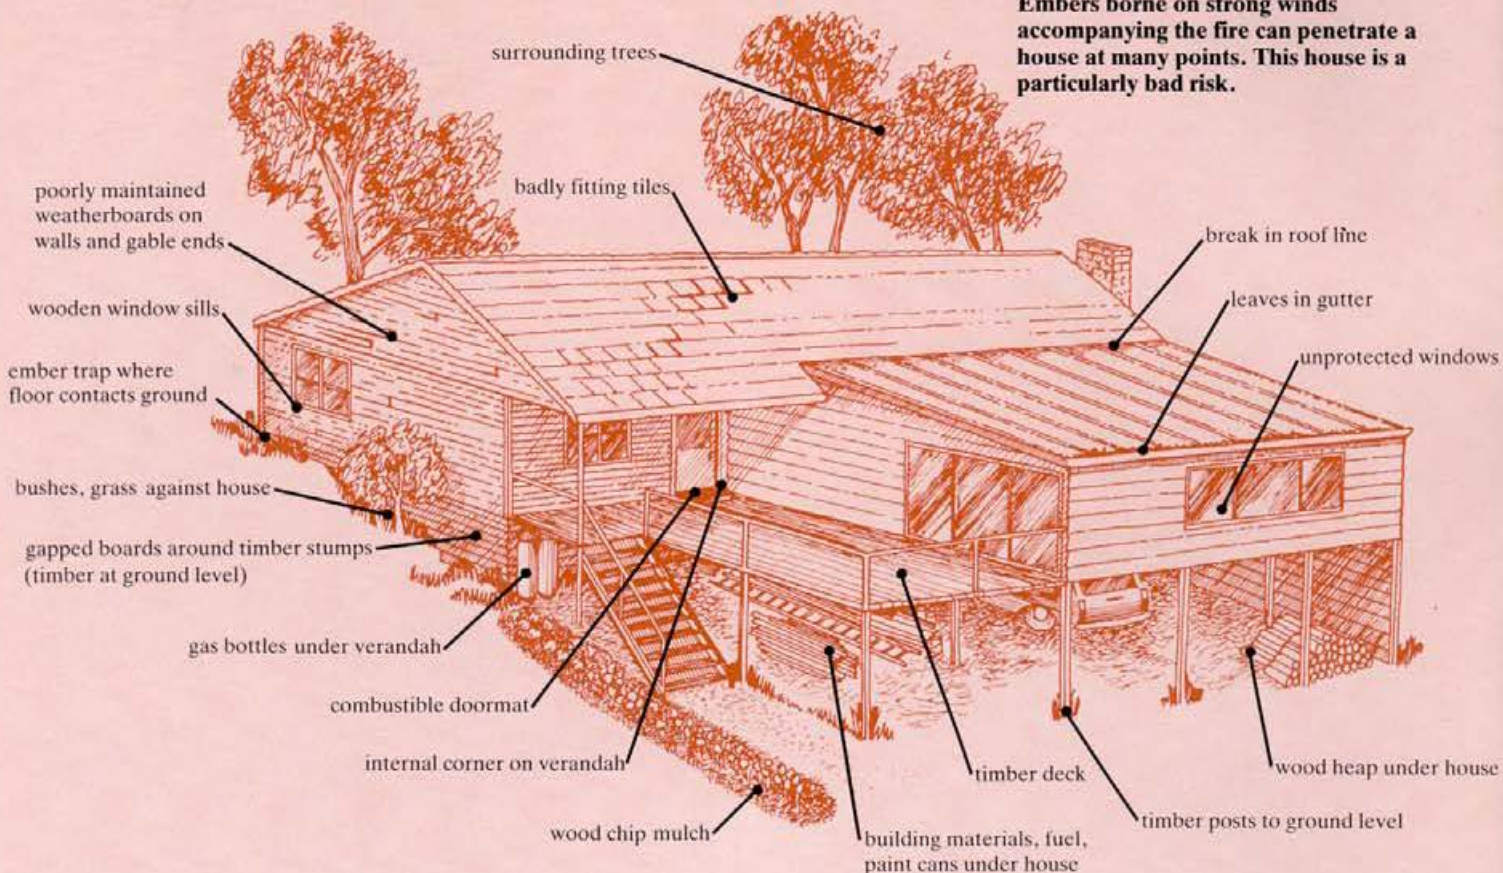 Embers borne on strong winds
accompanying the fire can penetrate a
house at many points. This house is a
particularly bad risk.
surrounding trees
badly fitting tiles
poorly maintained
weatherboards on
walls and gable ends
wooden window sills
ember trap where
floor contacts ground
bushes, grass against house
gapped boards around timber stumps
(timber at ground level)
gas bottles under verandah
combustible doormat
internal corner on verandah
wood chip mulch
break in roof line
leaves in gutter
unprotected windows
wood heap under house
timber posts to ground level
timber deck
building materials, fuel,
paint cans under house